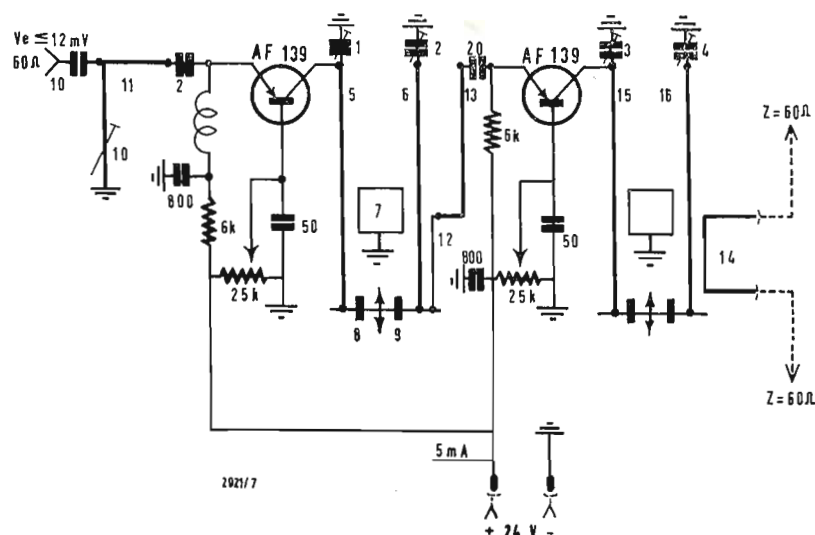 Ve ≦ 12 mV
60Ω
10
11
2
10
800
6k
25k
AF 139
50
1
5
2
6
7
8
9
12
13
20
AF 139
6k
800
25k
50
3
15
4
16
14
Z = 60Ω
Z = 60Ω
5 mA
2921/7
+ 24 V -